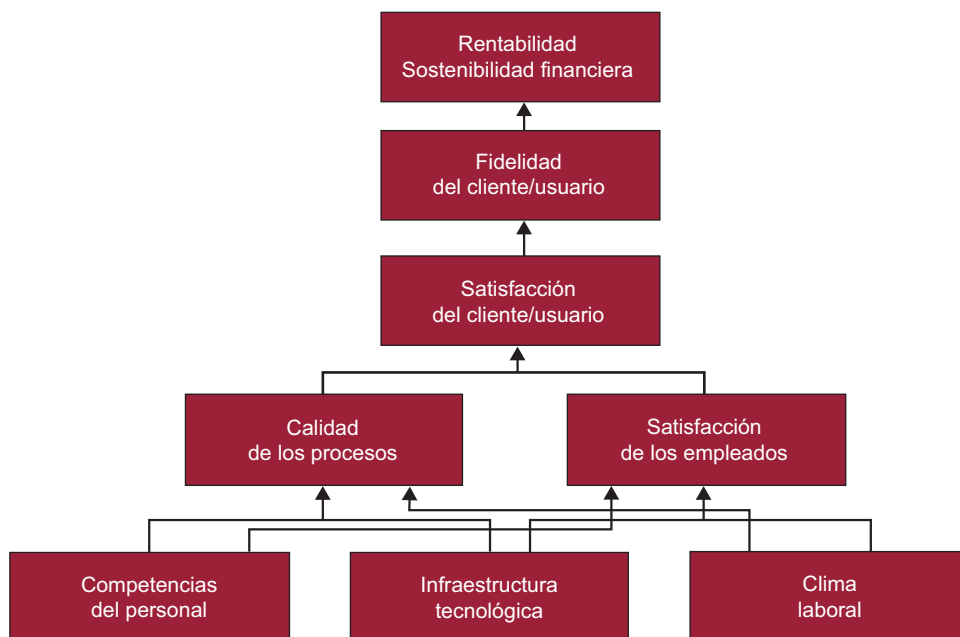 Rentabilidad
Sostenibilidad financiera
Fidelidad
del cliente/usuario
Satisfacción
del cliente/usuario
Calidad
de los procesos
Satisfacción
de los empleados
Competencias
del personal
Infraestructura
tecnológica
Clima
laboral